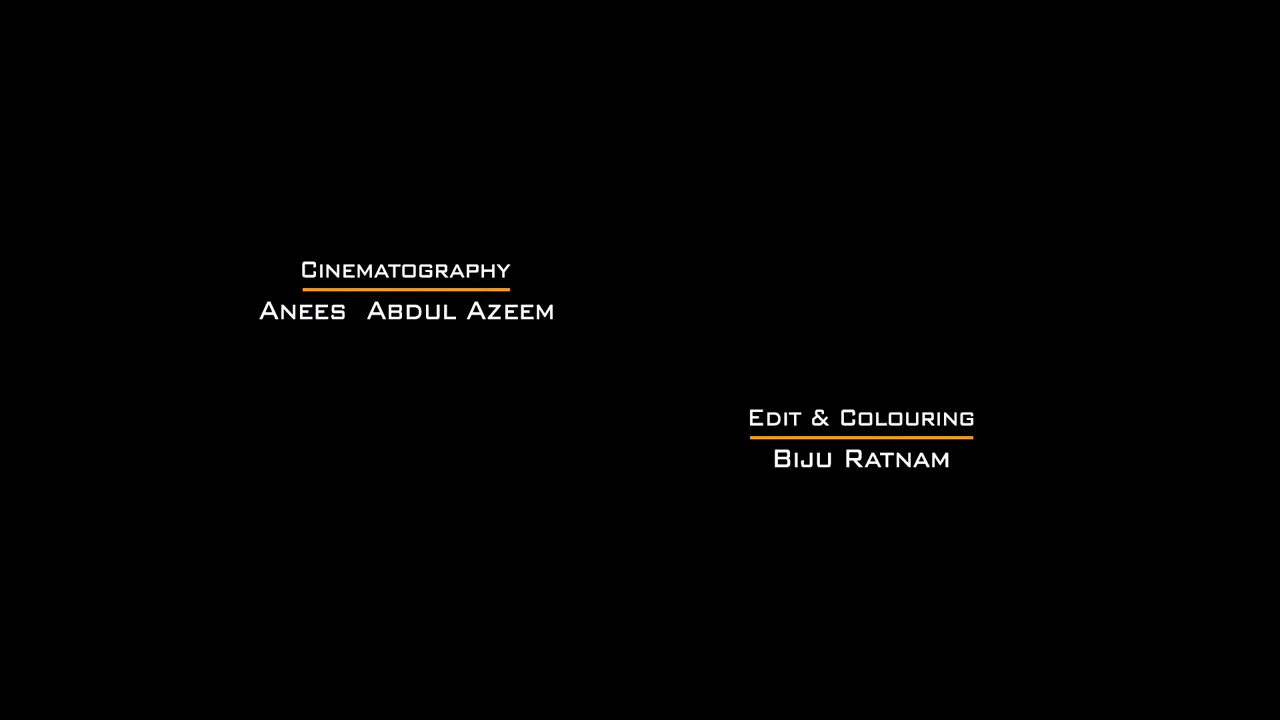 Cinematography
Anees Abdul Azeem
Edit & Colouring
Biju Ratnam